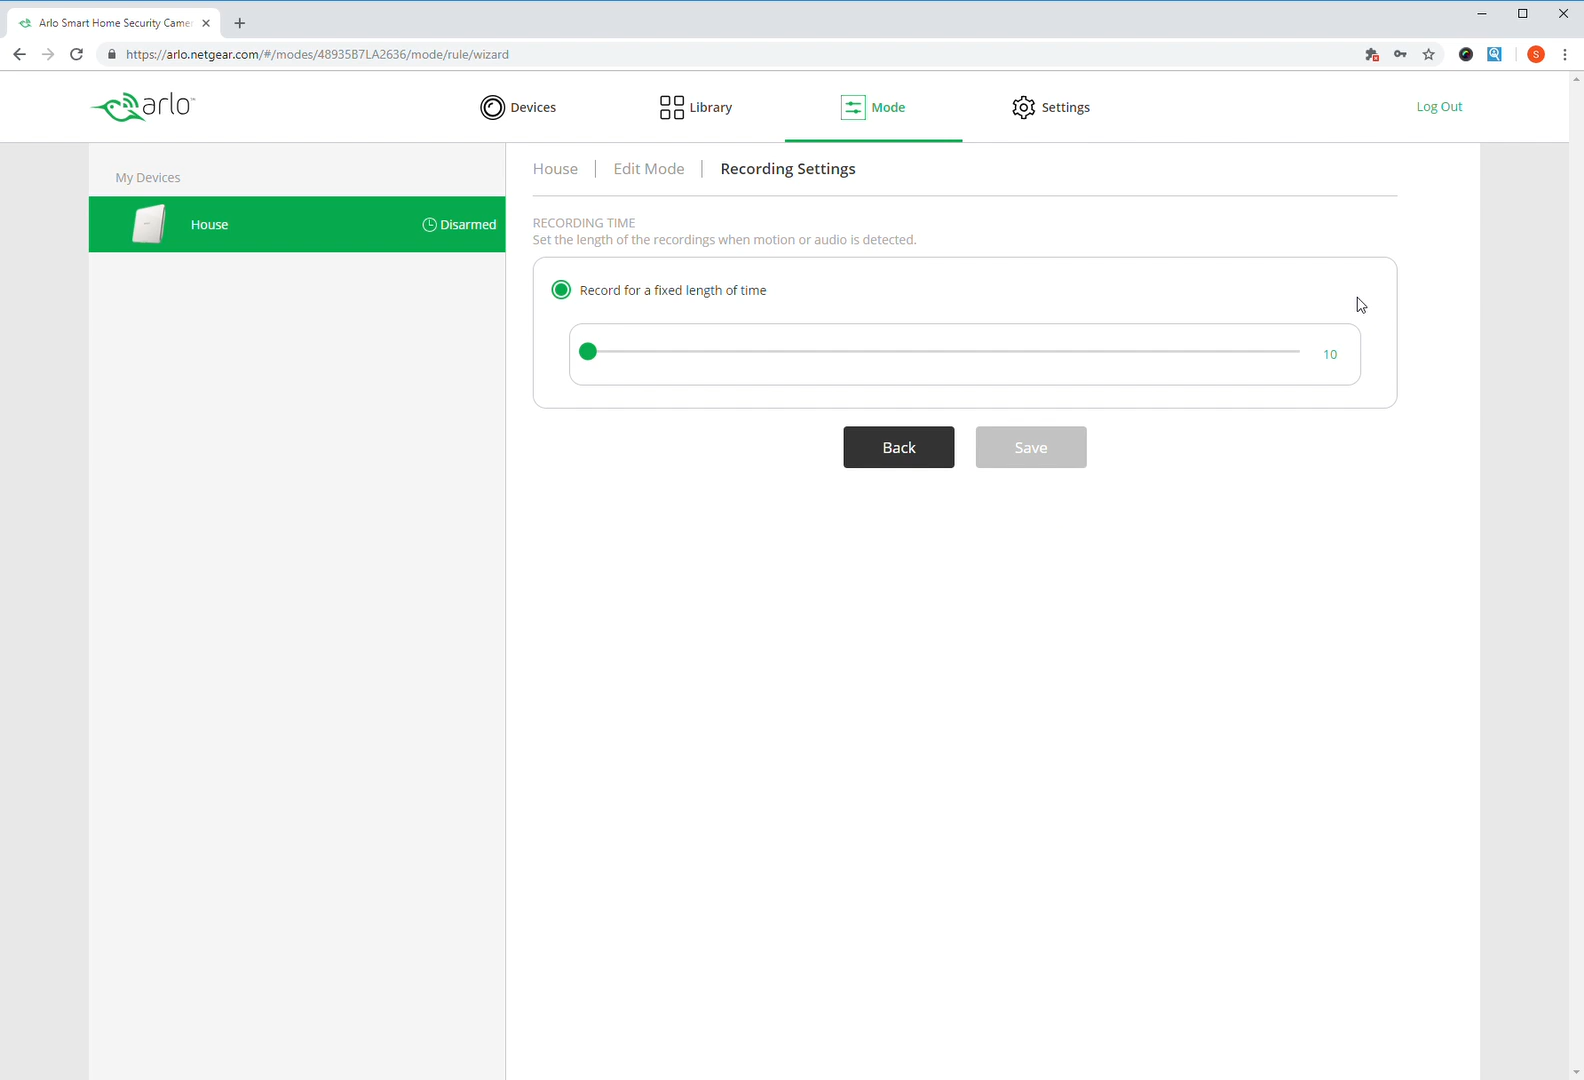 Arlo Smart Home Security Camer
https://arlo.netgear.com/#/modes/48935B7LA2636/mode/rule/wizard
S
arlo™
Devices
Library
Mode
Settings
Log Out
My Devices
House
Disarmed
House | Edit Mode | Recording Settings
RECORDING TIME
Set the length of the recordings when motion or audio is detected.
Record for a fixed length of time
10
Back
Save